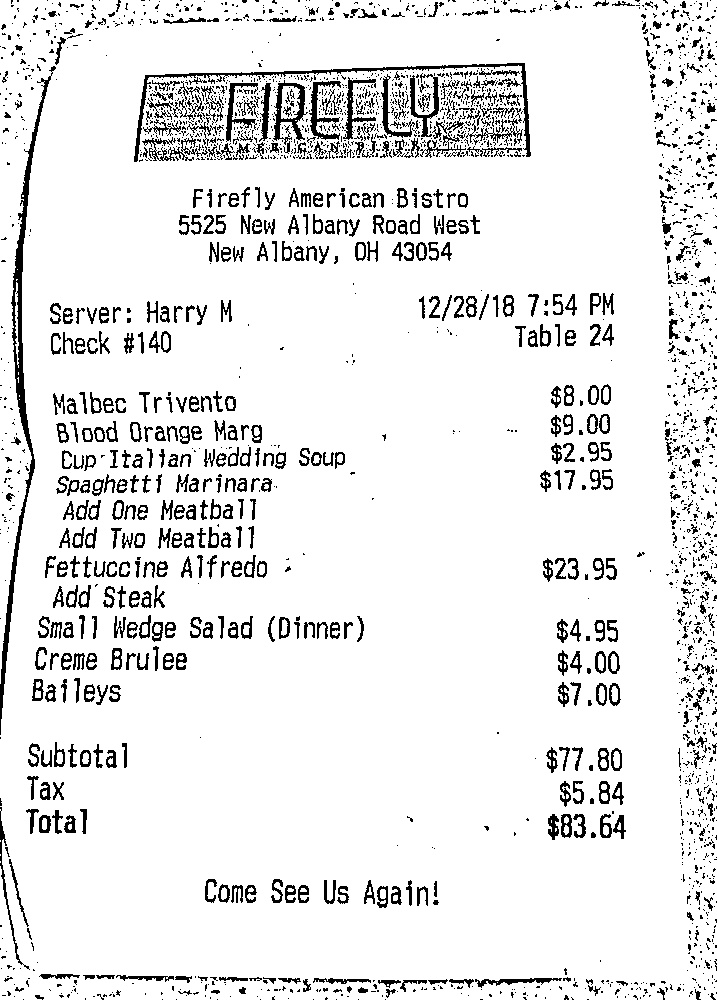 FIREFLY
AMERICAN BISTRO
Firefly American Bistro
5525 New Albany Road West
New Albany, OH 43054
Server: Harry M 12/28/18 7:54 PM
Check #140 Table 24
Malbec Trivento $8.00
Blood Orange Marg $9.00
Cup Italian Wedding Soup $2.95
Spaghetti Marinara $17.95
Add One Meatball
Add Two Meatball
Fettuccine Alfredo $23.95
Add Steak
Small Wedge Salad (Dinner) $4.95
Creme Brulee $4.00
Baileys $7.00
Subtotal $77.80
Tax $5.84
Total $83.64
Come See Us Again!